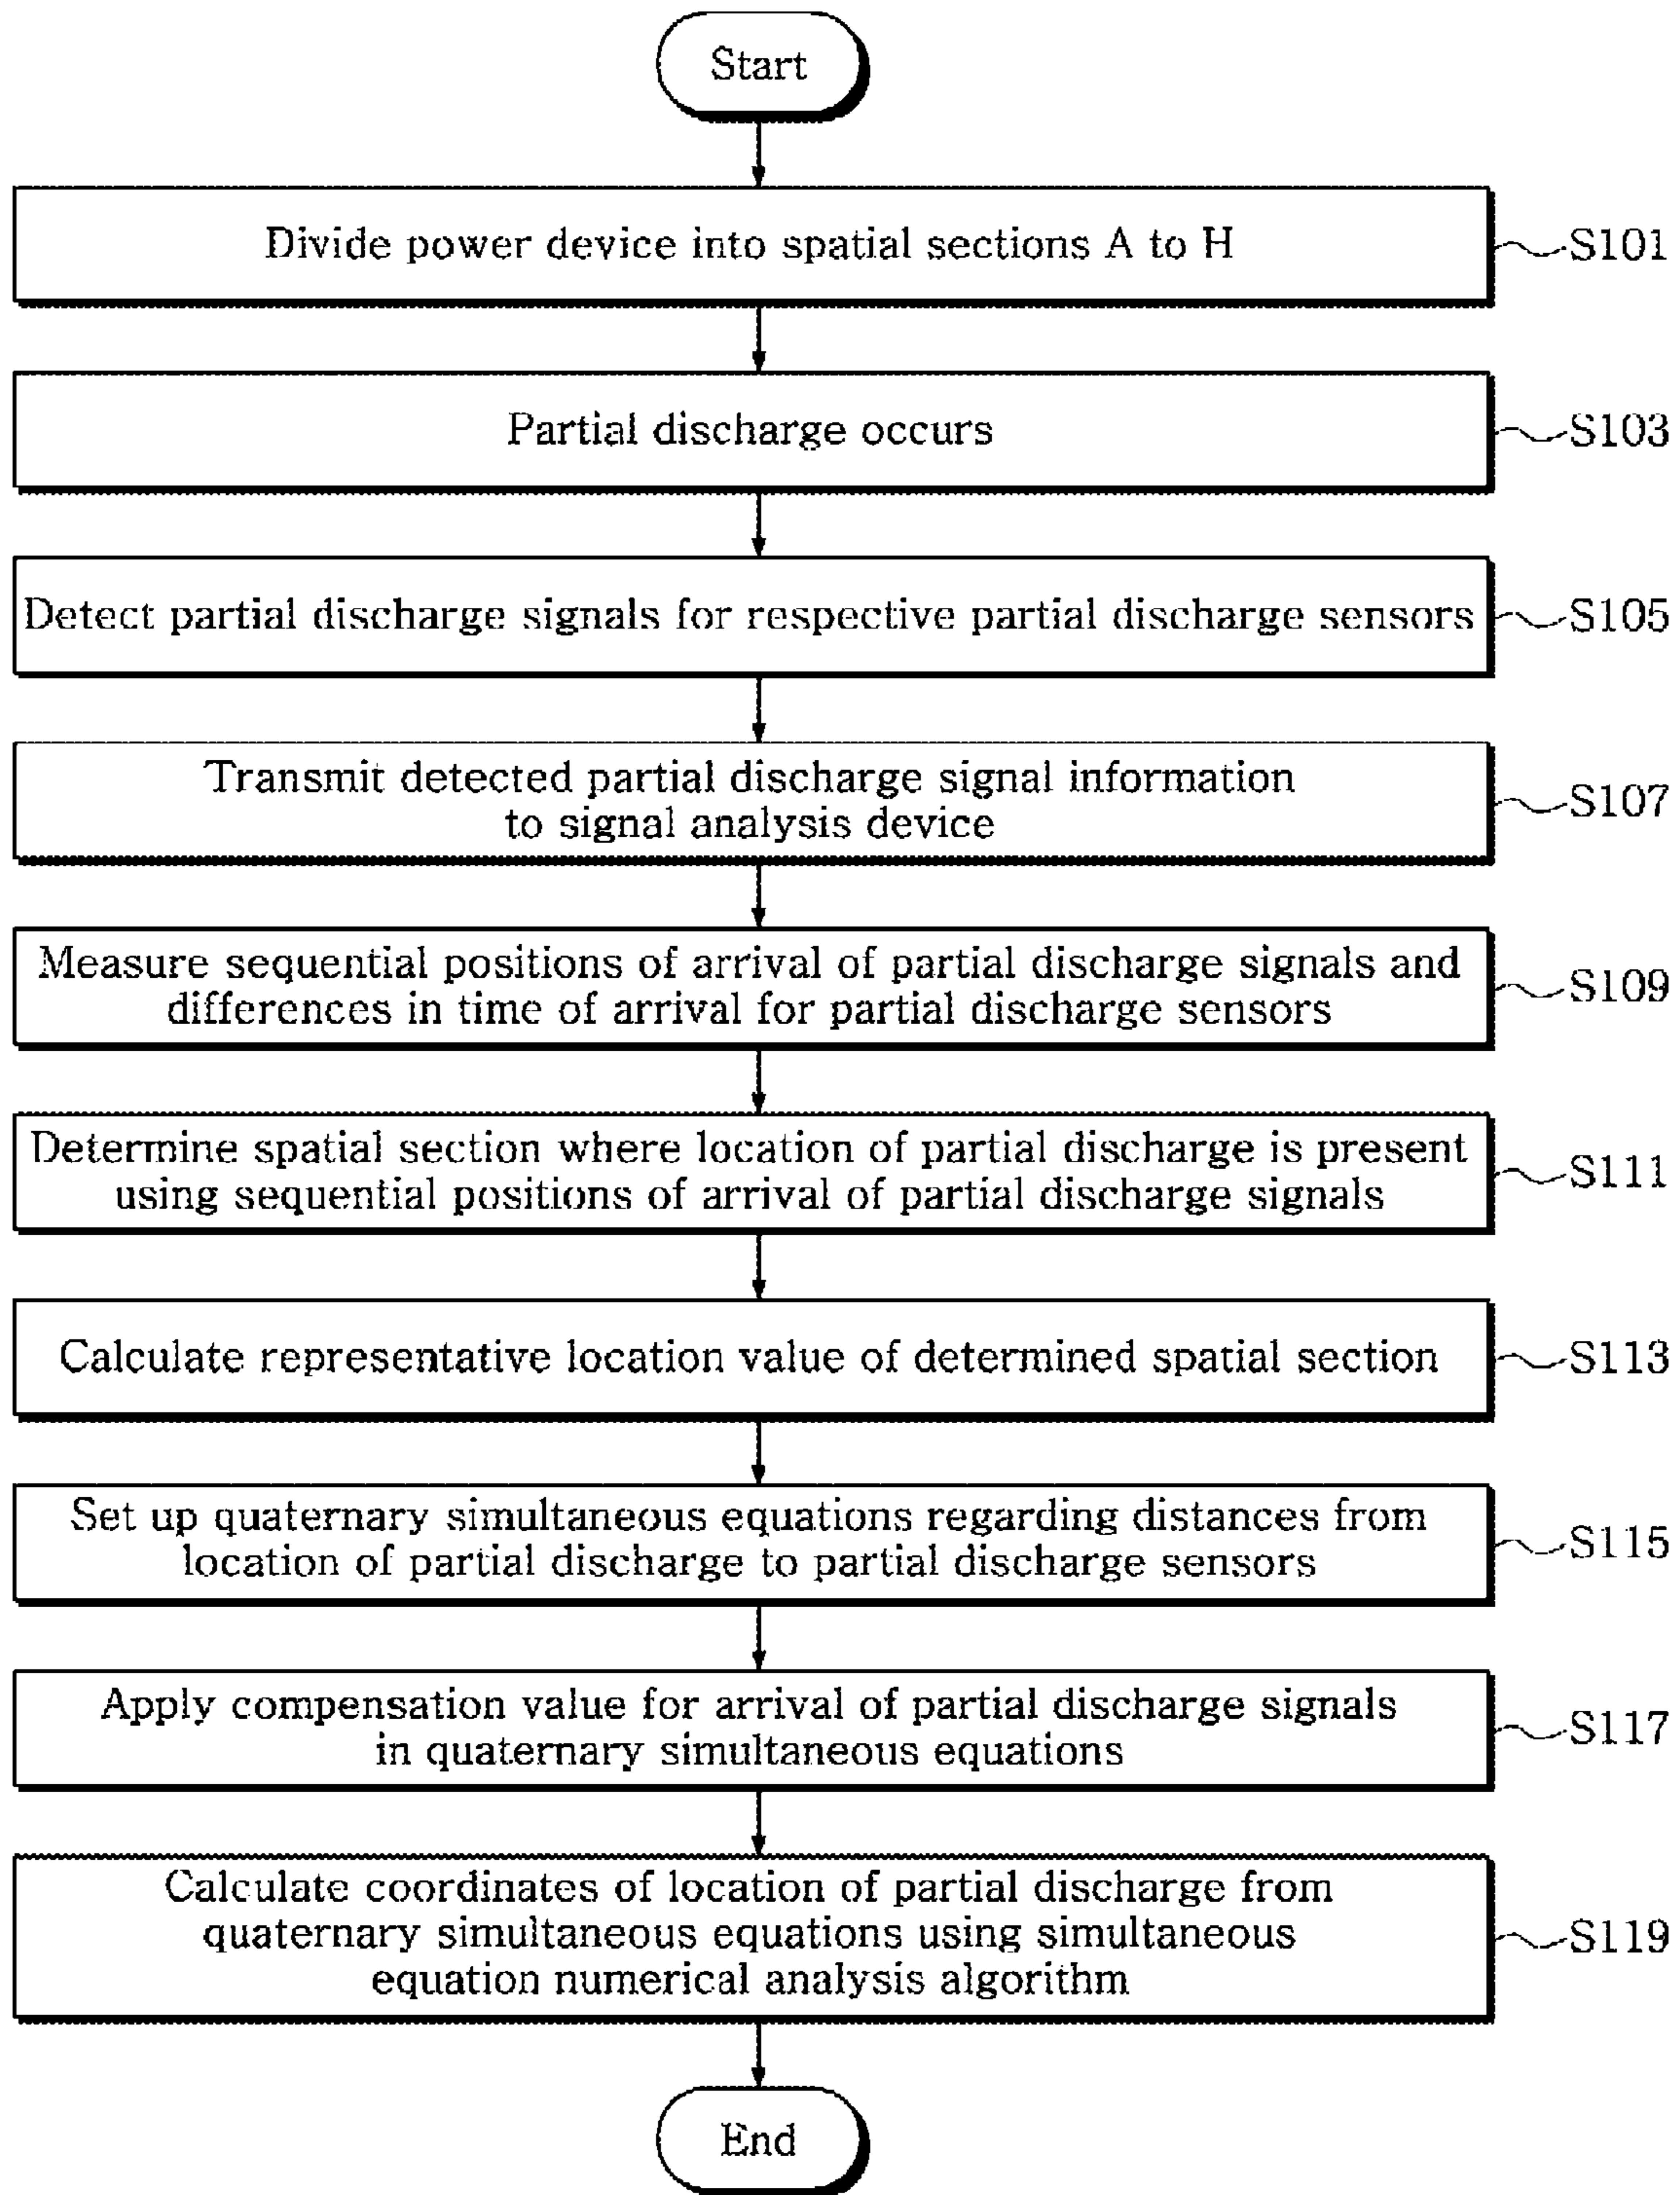 Start
Divide power device into spatial sections A to H
S101
Partial discharge occurs
S103
Detect partial discharge signals for respective partial discharge sensors
S105
Transmit detected partial discharge signal information
to signal analysis device
S107
Measure sequential positions of arrival of partial discharge signals and
differences in time of arrival for partial discharge sensors
S109
Determine spatial section where location of partial discharge is present
using sequential positions of arrival of partial discharge signals
S111
Calculate representative location value of determined spatial section
S113
Set up quaternary simultaneous equations regarding distances from
location of partial discharge to partial discharge sensors
S115
Apply compensation value for arrival of partial discharge signals
in quaternary simultaneous equations
S117
Calculate coordinates of location of partial discharge from
quaternary simultaneous equations using simultaneous
equation numerical analysis algorithm
S119
End